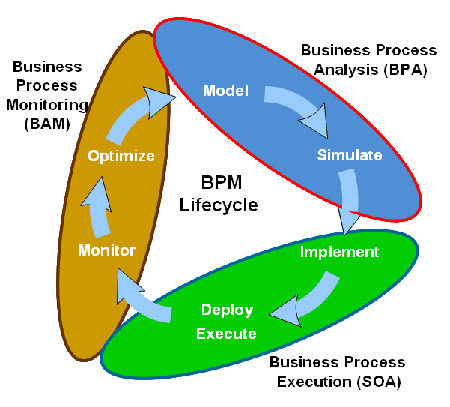 Business
Process
Monitoring
(BAM)
Business Process
Analysis (BPA)
Model
Simulate
Optimize
BPM
Lifecycle
Monitor
Implement
Deploy
Execute
Business Process
Execution (SOA)